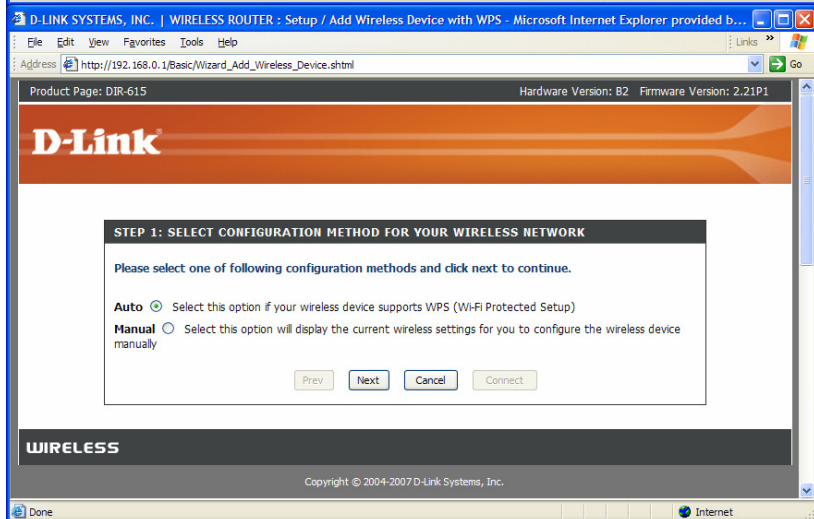 D-LINK SYSTEMS, INC. | WIRELESS ROUTER : Setup / Add Wireless Device with WPS - Microsoft Internet Explorer provided b...
File Edit View Favorites Tools Help Links »
Address http://192.168.0.1/Basic/Wizard_Add_Wireless_Device.shtml Go
Product Page: DIR-615 Hardware Version: B2 Firmware Version: 2.21P1
D-Link
STEP 1: SELECT CONFIGURATION METHOD FOR YOUR WIRELESS NETWORK
Please select one of following configuration methods and click next to continue.
Auto Select this option if your wireless device supports WPS (Wi-Fi Protected Setup)
Manual Select this option will display the current wireless settings for you to configure the wireless device
manually
Prev Next Cancel Connect
WIRELESS
Copyright © 2004-2007 D-Link Systems, Inc.
Done Internet